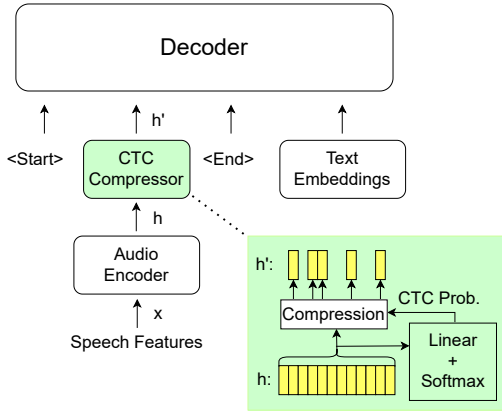 Decoder
h'
<Start>
CTC
Compressor
<End>
Text
Embeddings
h
Audio
Encoder
x
Speech Features
h':
CTC Prob.
Compression
Linear
+
Softmax
h: